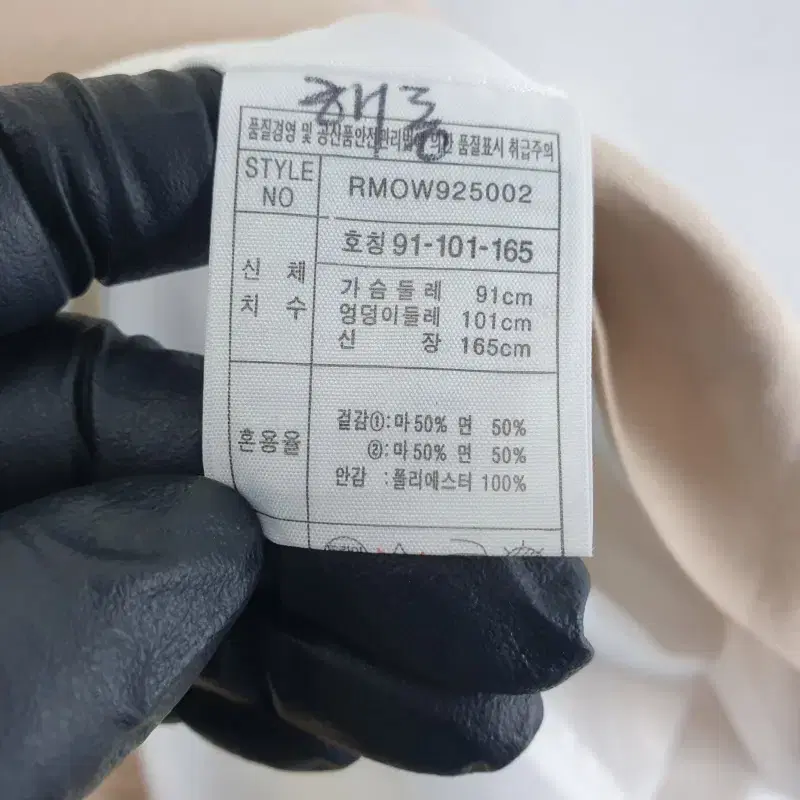 해롱
품질경영 및 공산품안전관리법에 의한 품질표시 취급주의
STYLE NO RMOW925002
호칭 91-101-165
신체 치수
가슴둘레 91cm
엉덩이둘레 101cm
신장 165cm
혼용율
겉감①: 마 50% 면 50%
②: 마 50% 면 50%
안감 : 폴리에스터 100%